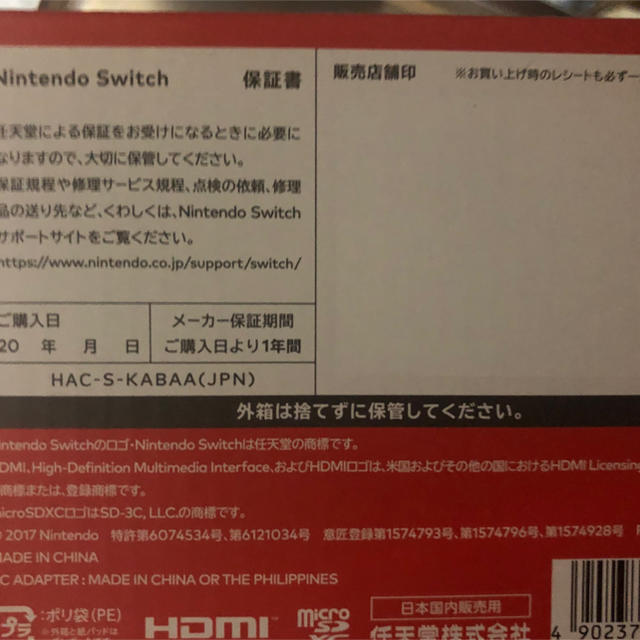 Nintendo Switch 保証書
販売店舗印 ※お買い上げ時のレシートも必ず一
任天堂による保証をお受けになるときに必要に
なりますので、大切に保管してください。
保証規程や修理サービス規程、点検の依頼、修理
品の送り先など、くわしくは、Nintendo Switch
サポートサイトをご覧ください。
https://www.nintendo.co.jp/support/switch/
ご購入日 メーカー保証期間
20 年 月 日 ご購入日より1年間
HAC-S-KABAA(JPN)
外箱は捨てずに保管してください。
intendo Switchのロゴ・Nintendo Switchは任天堂の商標です。
DMI、High-Definition Multimedia Interface、およびHDMIロゴは、米国およびその他の国におけるHDMI Licensing
商標または、登録商標です。
icroSDXCロゴはSD-3C, LLC.の商標です。
© 2017 Nintendo 特許第6074534号、第6121034号 意匠登録第1574793号、第1574796号、第1574928号
MADE IN CHINA
C ADAPTER : MADE IN CHINA OR THE PHILIPPINES
プラ :ポリ袋(PE) HDMI micro SD XC 日本国内販売用
※外箱と紙パッドは 任天堂株式会社 4 90237